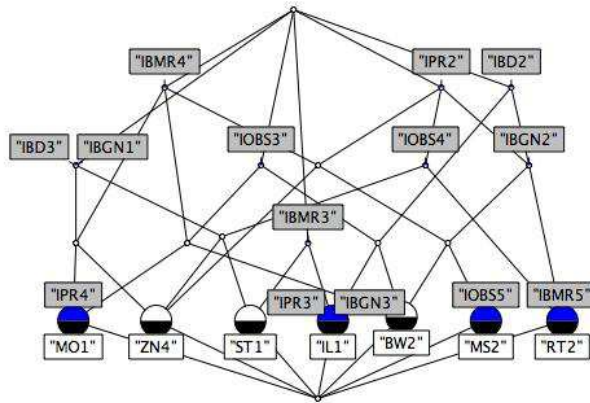 "IBMR4" "IPR2" "IBD2"
"IBD3" "IBGN1" "IOBS3" "IOBS4" "IBGN2"
"IBMR3"
"IPR4" "IPR3" "IBGN3" "IOBS5" "IBMR5"
"MO1" "ZN4" "ST1" "IL1" "BW2" "MS2" "RT2"